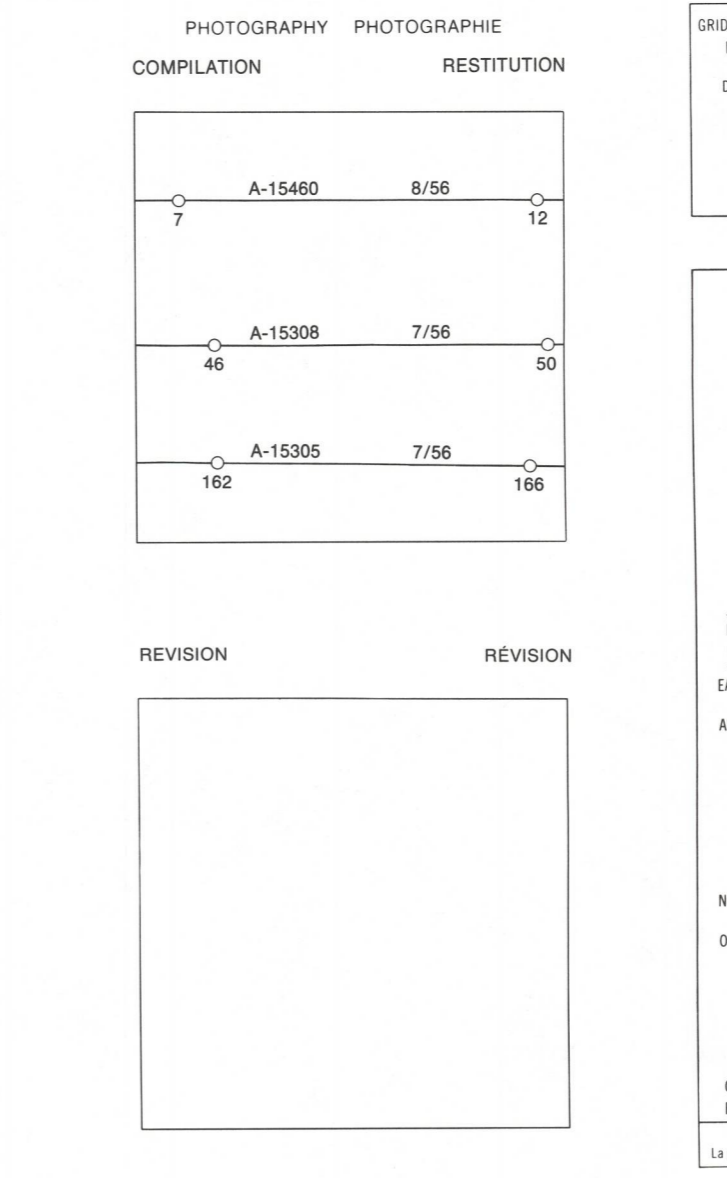 PHOTOGRAPHY PHOTOGRAPHIE
COMPILATION RESTITUTION
A-15460 8/56
7 12
A-15308 7/56
46 50
A-15305 7/56
162 166
REVISION RÉVISION
GRID
La